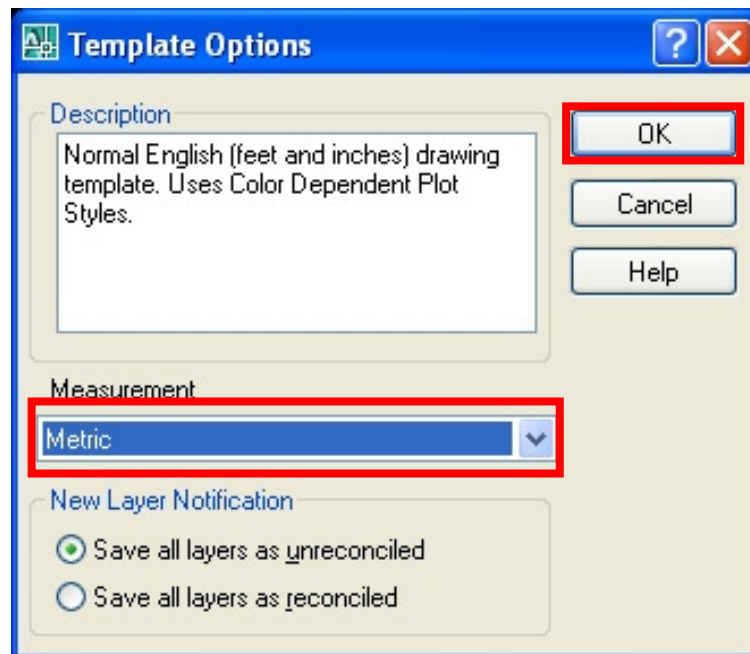 Template Options
Description
Normal English (feet and inches) drawing
template. Uses Color Dependent Plot
Styles.
OK
Cancel
Help
Measurement
Metric
New Layer Notification
Save all layers as unreconciled
Save all layers as reconciled